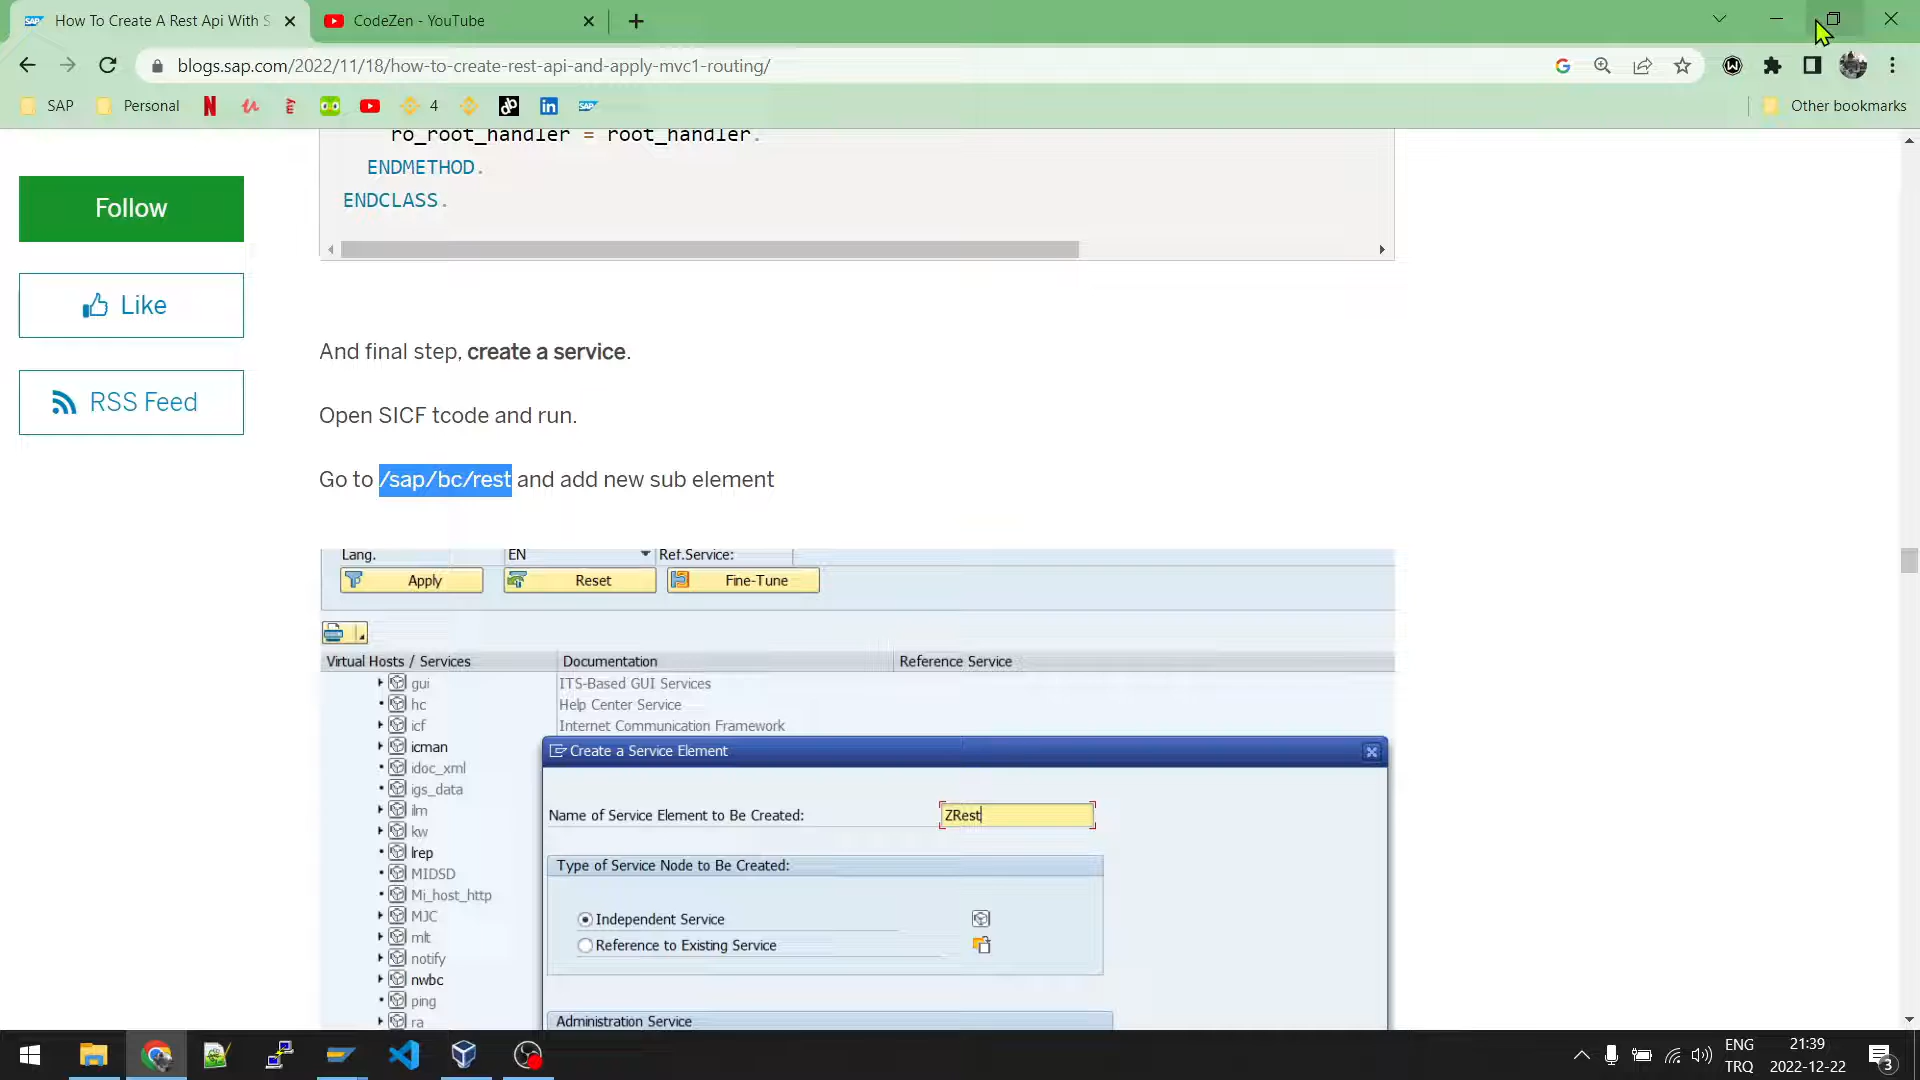 How To Create A Rest Api With S
CodeZen - YouTube
blogs.sap.com/2022/11/18/how-to-create-rest-api-and-apply-mvc1-routing/
SAP
Personal
4
Other bookmarks
ro_root_handler = root_handler.
ENDMETHOD.
ENDCLASS.
Follow
Like
RSS Feed
And final step, create a service.
Open SICF tcode and run.
Go to /sap/bc/rest and add new sub element
Lang. EN Ref.Service:
Apply Reset Fine-Tune
Virtual Hosts / Services Documentation Reference Service
gui ITS-Based GUI Services
hc Help Center Service
icf Internet Communication Framework
icman
idoc_xml
igs_data
ilm
kw
lrep
MIDSD
Mi_host_http
MJC
mlt
notify
nwbc
ping
ra
Create a Service Element
Name of Service Element to Be Created: ZRest
Type of Service Node to Be Created:
Independent Service
Reference to Existing Service
Administration Service
ENG
TRQ
21:39
2022-12-22
3